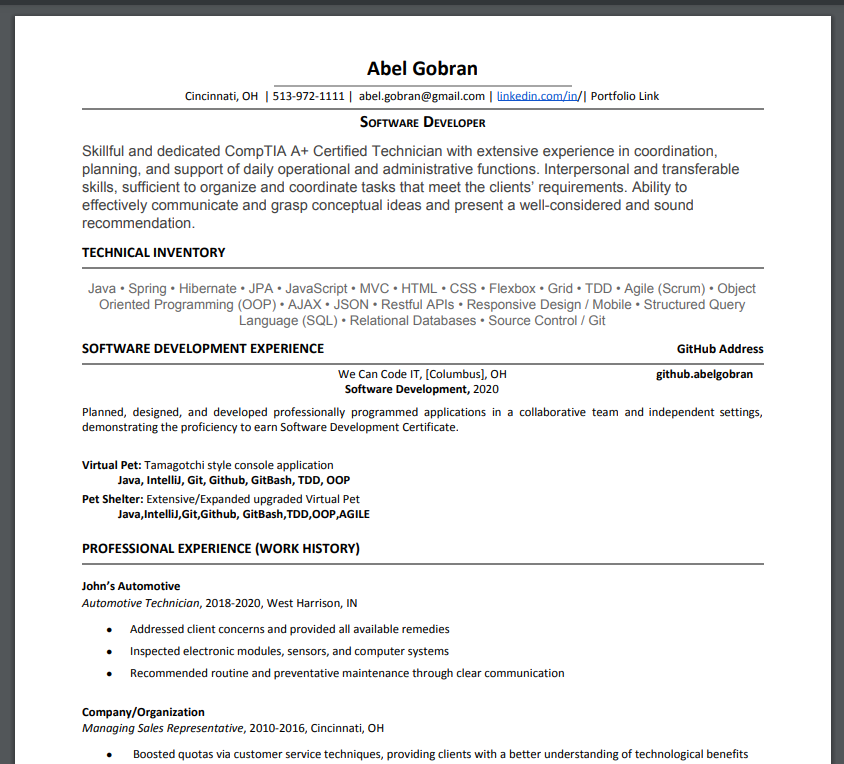 Abel Gobran
Cincinnati, OH | 513-972-1111 | abel.gobran@gmail.com | linkedin.com/in/| Portfolio Link
SOFTWARE DEVELOPER
Skillful and dedicated CompTIA A+ Certified Technician with extensive experience in coordination,
planning, and support of daily operational and administrative functions. Interpersonal and transferable
skills, sufficient to organize and coordinate tasks that meet the clients’ requirements. Ability to
effectively communicate and grasp conceptual ideas and present a well-considered and sound
recommendation.
TECHNICAL INVENTORY
Java • Spring • Hibernate • JPA • JavaScript • MVC • HTML • CSS • Flexbox • Grid • TDD • Agile (Scrum) • Object
Oriented Programming (OOP) • AJAX • JSON • Restful APIs • Responsive Design / Mobile • Structured Query
Language (SQL) • Relational Databases • Source Control / Git
SOFTWARE DEVELOPMENT EXPERIENCE GitHub Address
We Can Code IT, [Columbus], OH github.abelgobran
Software Development, 2020
Planned, designed, and developed professionally programmed applications in a collaborative team and independent settings,
demonstrating the proficiency to earn Software Development Certificate.
Virtual Pet: Tamagotchi style console application
Java, IntelliJ, Git, Github, GitBash, TDD, OOP
Pet Shelter: Extensive/Expanded upgraded Virtual Pet
Java,IntelliJ,Git,Github, GitBash,TDD,OOP,AGILE
PROFESSIONAL EXPERIENCE (WORK HISTORY)
John’s Automotive
Automotive Technician, 2018-2020, West Harrison, IN
• Addressed client concerns and provided all available remedies
• Inspected electronic modules, sensors, and computer systems
• Recommended routine and preventative maintenance through clear communication
Company/Organization
Managing Sales Representative, 2010-2016, Cincinnati, OH
• Boosted quotas via customer service techniques, providing clients with a better understanding of technological benefits